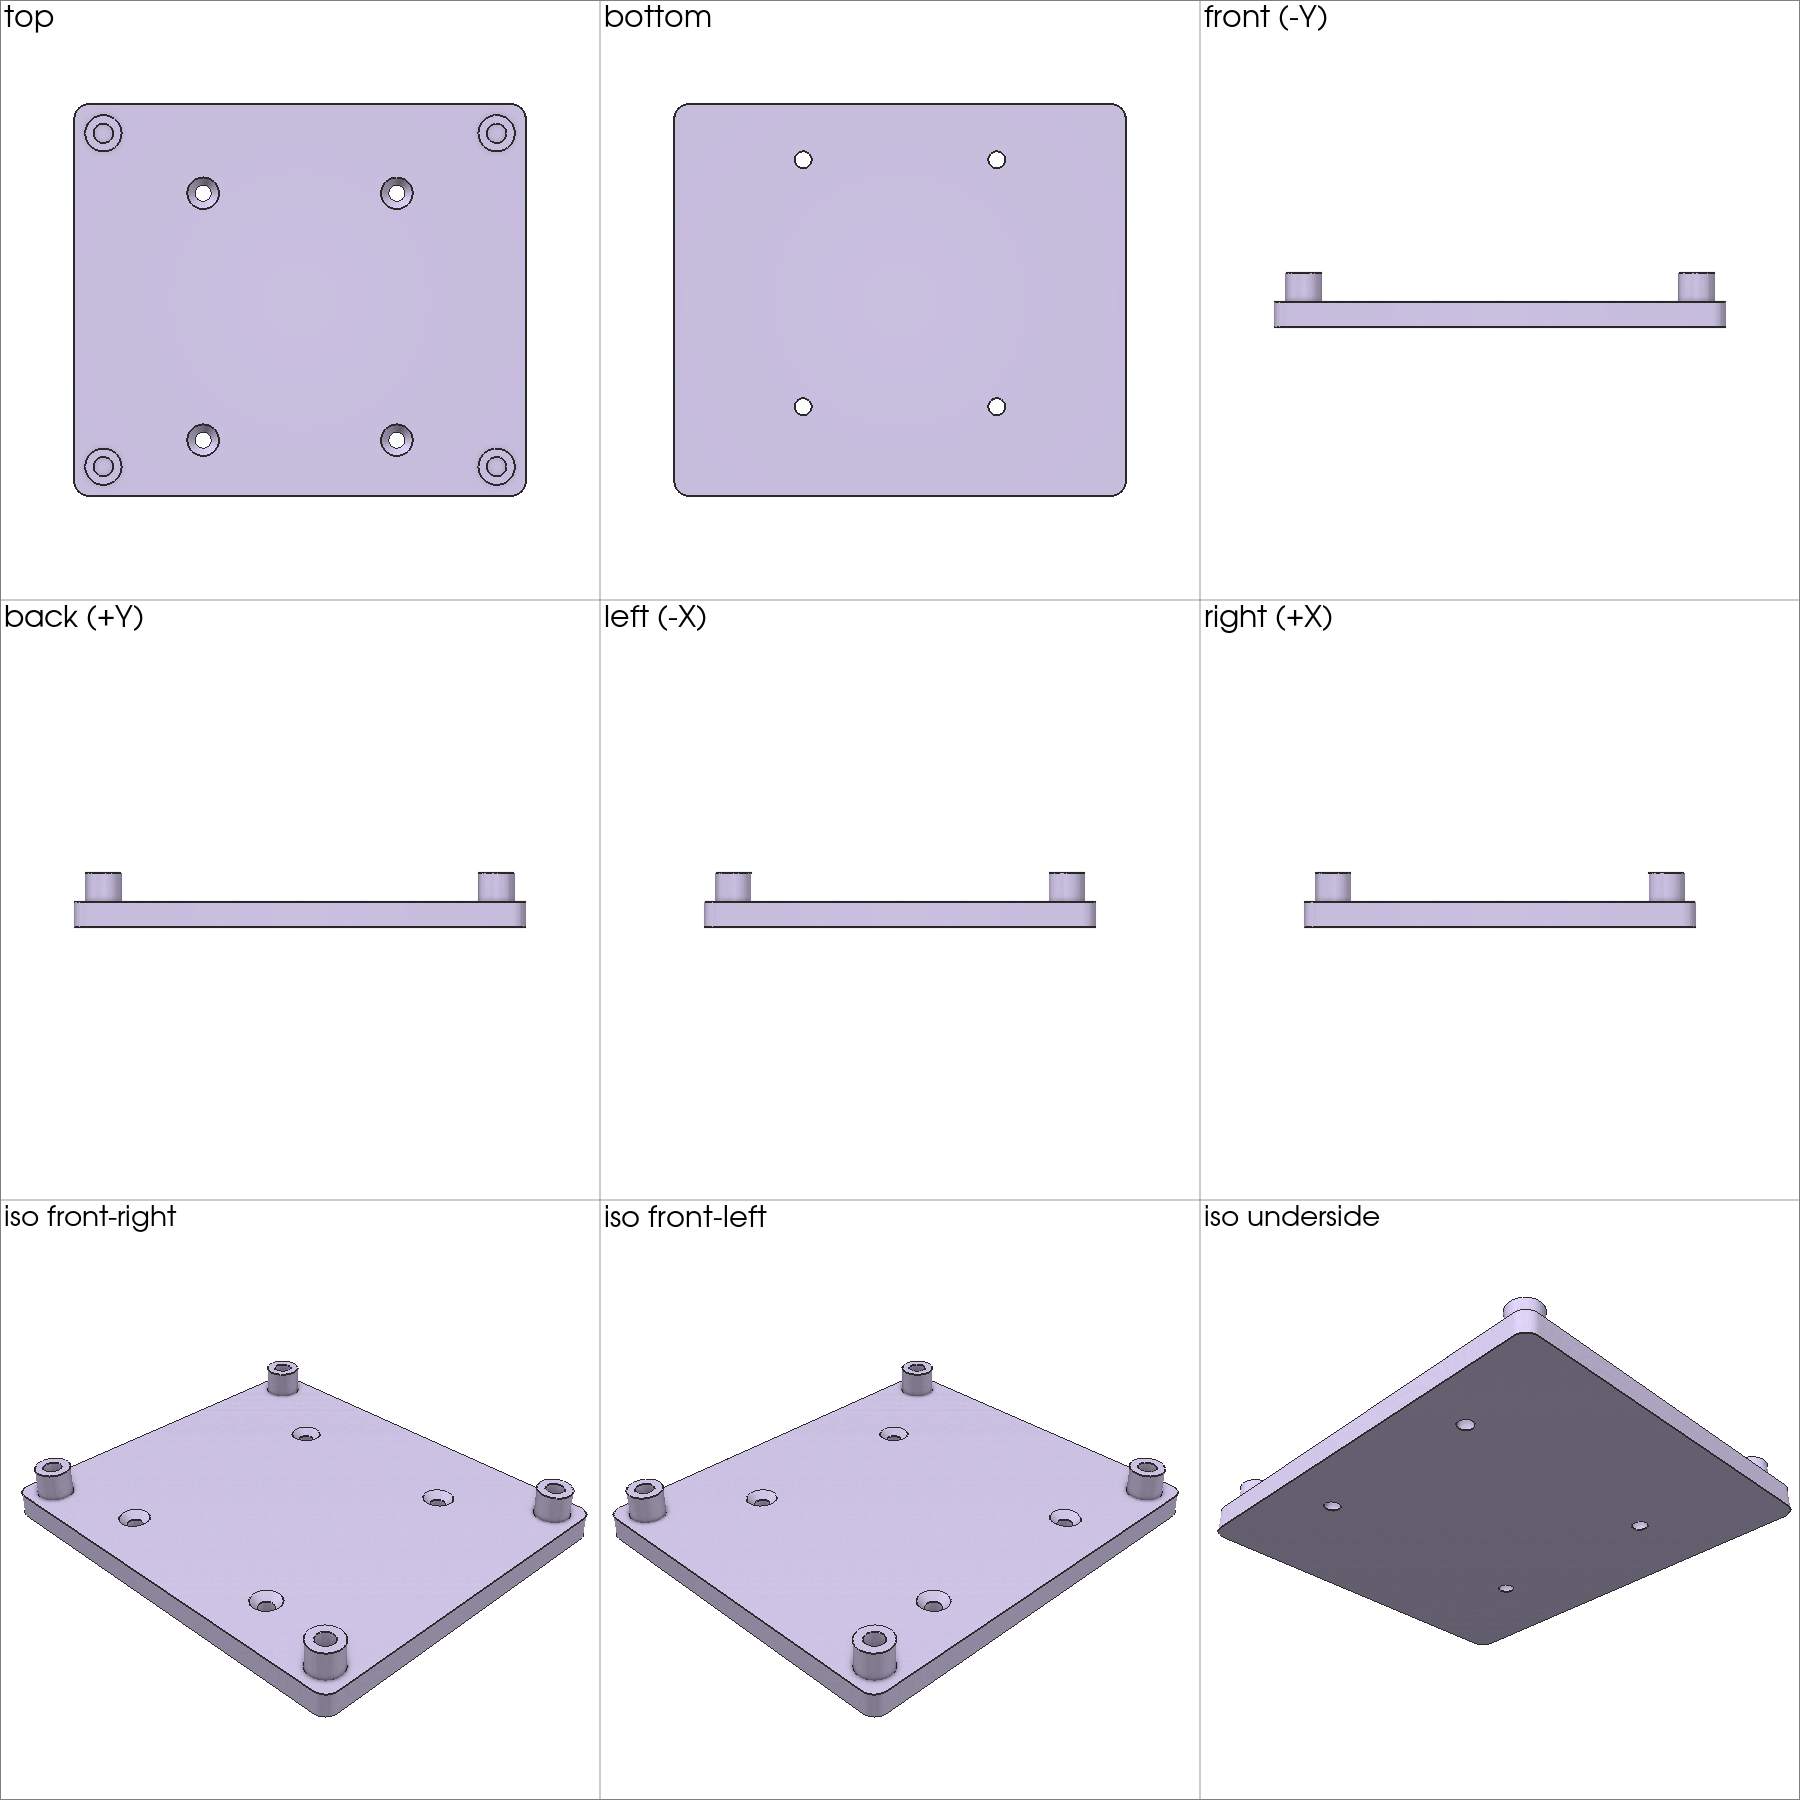 top
bottom
front (-Y)
back (+Y)
left (-X)
right (+X)
iso front-right
iso front-left
iso underside